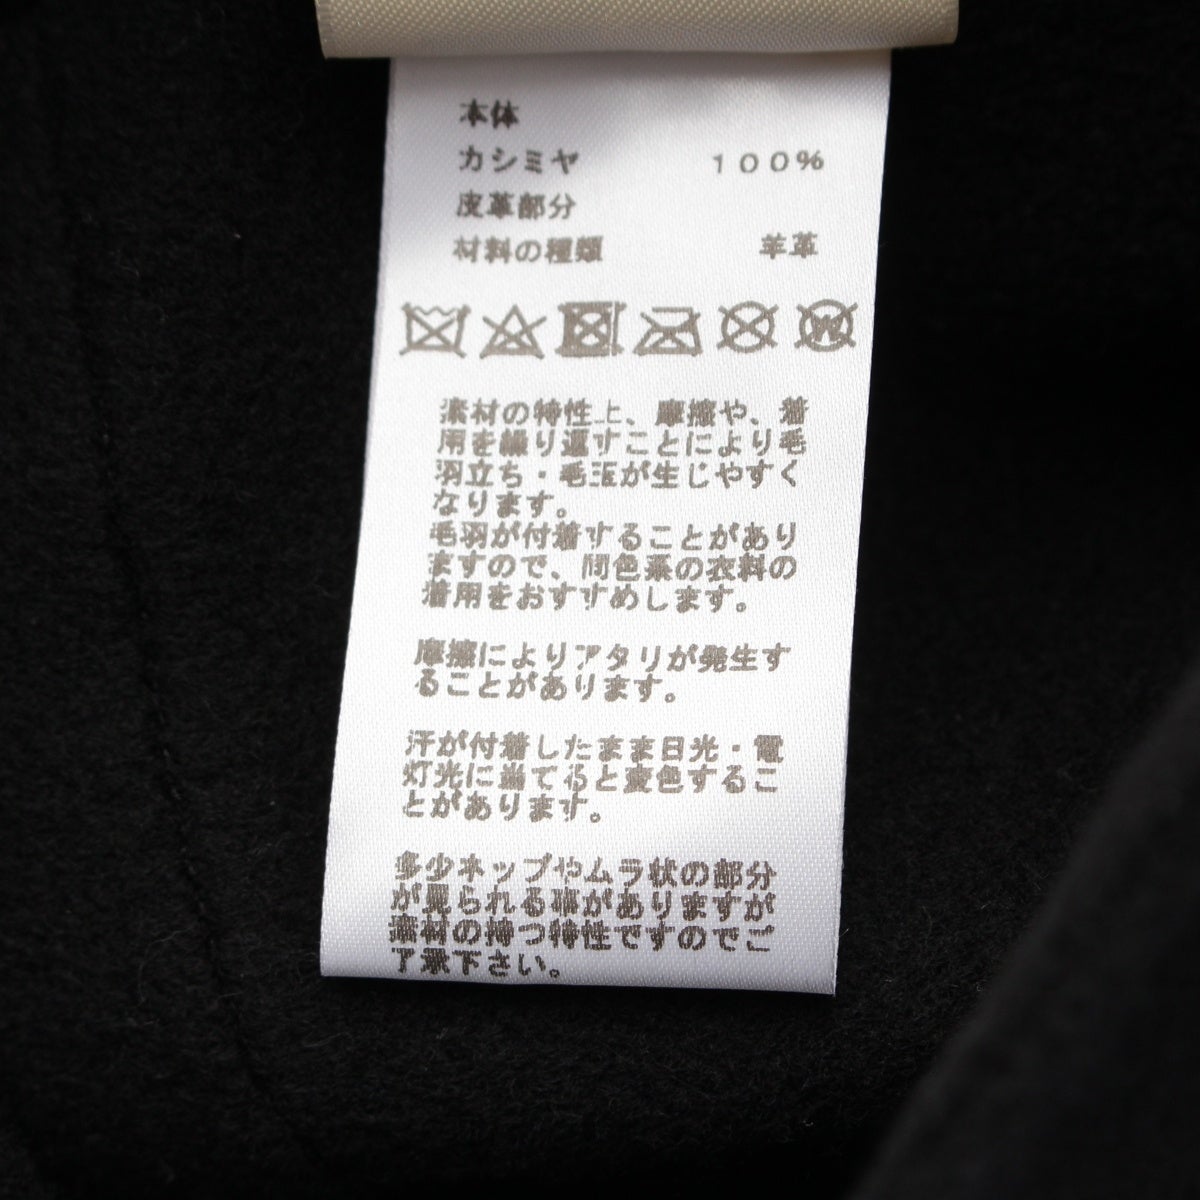 本体
カシミヤ 100%
皮革部分
材料の種類 羊革
素材の特性上、摩擦や、着
用を繰り返すことにより毛
羽立ち・毛玉が生じやすく
なります。
毛羽が付着することがあり
ますので、同色系の衣料の
着用をおすすめします。
摩擦によりアタリが発生す
ることがあります。
汗が付着したまま日光・電
灯光に当てると変色するこ
とがあります。
多少ネップやムラ状の部分
が見られる事がありますが
素材の持つ特性ですのでご
了承下さい。